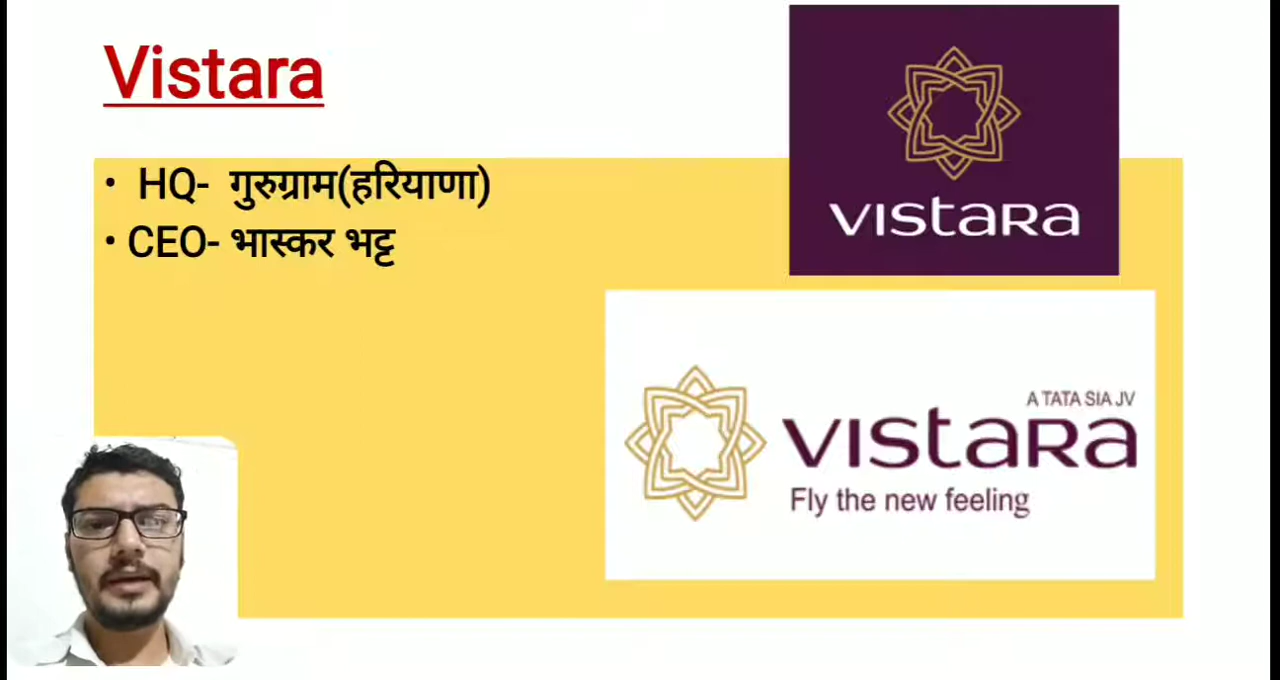 Vistara
• HQ- गुरुग्राम(हरियाणा)
• CEO- भास्कर भट्ट
VISTARA
A TATA SIA JV
VISTARA
Fly the new feeling